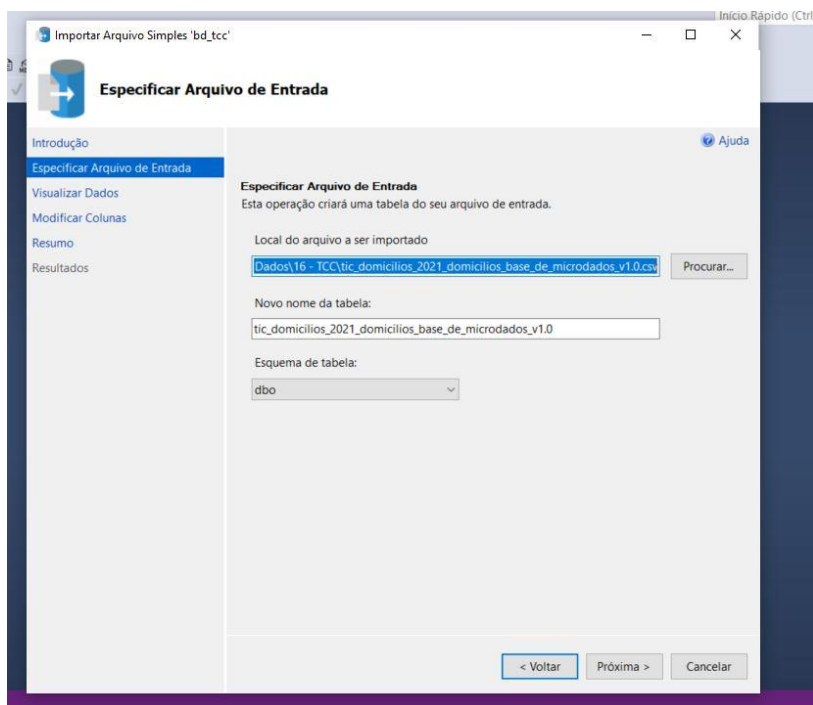 Início Rápido (Ctrl
Importar Arquivo Simples 'bd_tcc'
Especificar Arquivo de Entrada
Ajuda
Introdução
Especificar Arquivo de Entrada
Visualizar Dados
Modificar Colunas
Resumo
Resultados
Especificar Arquivo de Entrada
Esta operação criará uma tabela do seu arquivo de entrada.
Local do arquivo a ser importado
Dados\16 - TCC\tic_domicilios_2021_domicilios_base_de_microdados_v1.0.csv
Procurar...
Novo nome da tabela:
tic_domicilios_2021_domicilios_base_de_microdados_v1.0
Esquema de tabela:
dbo
< Voltar
Próxima >
Cancelar